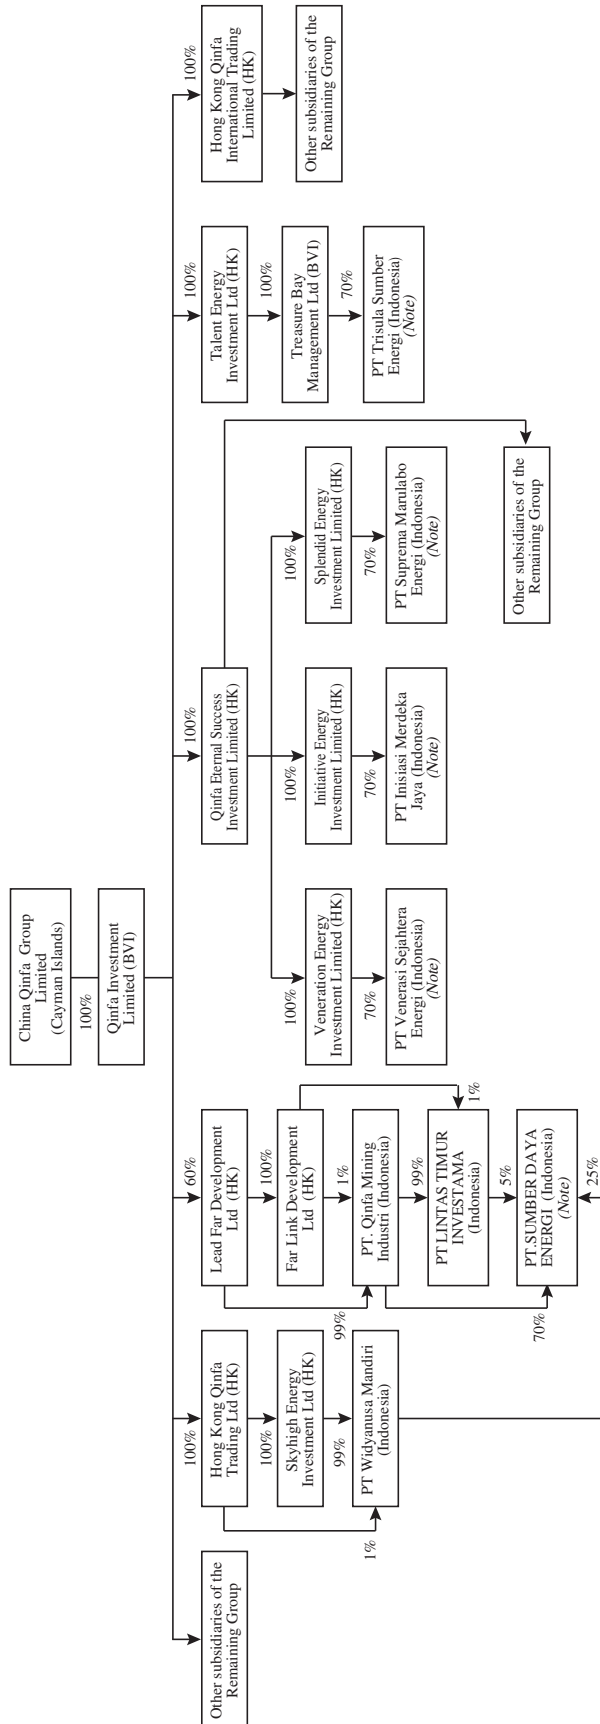 China Qinfa  Group
Limited
(Cayman Islands)
100%
Qinfa Investment
Limited (BVI)
Other subsidiaries of the
Remaining Group
100%
Hong Kong Qinfa
Trading Ltd (HK)
100%
Skyhigh Energy
Investment Ltd (HK)
99%
1%
PT Widyanusa Mandiri
(Indonesia)
60%
Lead Far Development
Ltd  (HK)
100%
Far Link Development
Ltd  (HK)
1%
99%
PT. Qinfa Mining
Industri (Indonesia)
99%
1%
PT LINTAS TIMUR
INVESTAMA
(Indonesia)
5%
70%
PT.SUMBER DAYA
ENERGI  (Indonesia)
(Note)
25%
100%
Qinfa Eternal Success
Investment Limited (HK)
100%
Veneration Energy
Investment Limited (HK)
70%
PT Venerasi Sejahtera
Energi (Indonesia)
(Note)
100%
Initiative Energy
Investment Limited (HK)
70%
PT Inisiasi Merdeka
Jaya (Indonesia)
(Note)
100%
Splendid Energy
Investment Limited (HK)
70%
PT Suprema Marulabo
Energi (Indonesia)
(Note)
Other subsidiaries of the
Remaining Group
100%
Talent Energy
Investment Ltd (HK)
100%
Treasure Bay
Management Ltd (BVI)
70%
PT Trisula Sumber
Energi (Indonesia)
(Note)
100%
Hong Kong Qinfa
International Trading
Limited (HK)
Other subsidiaries of the
Remaining Group